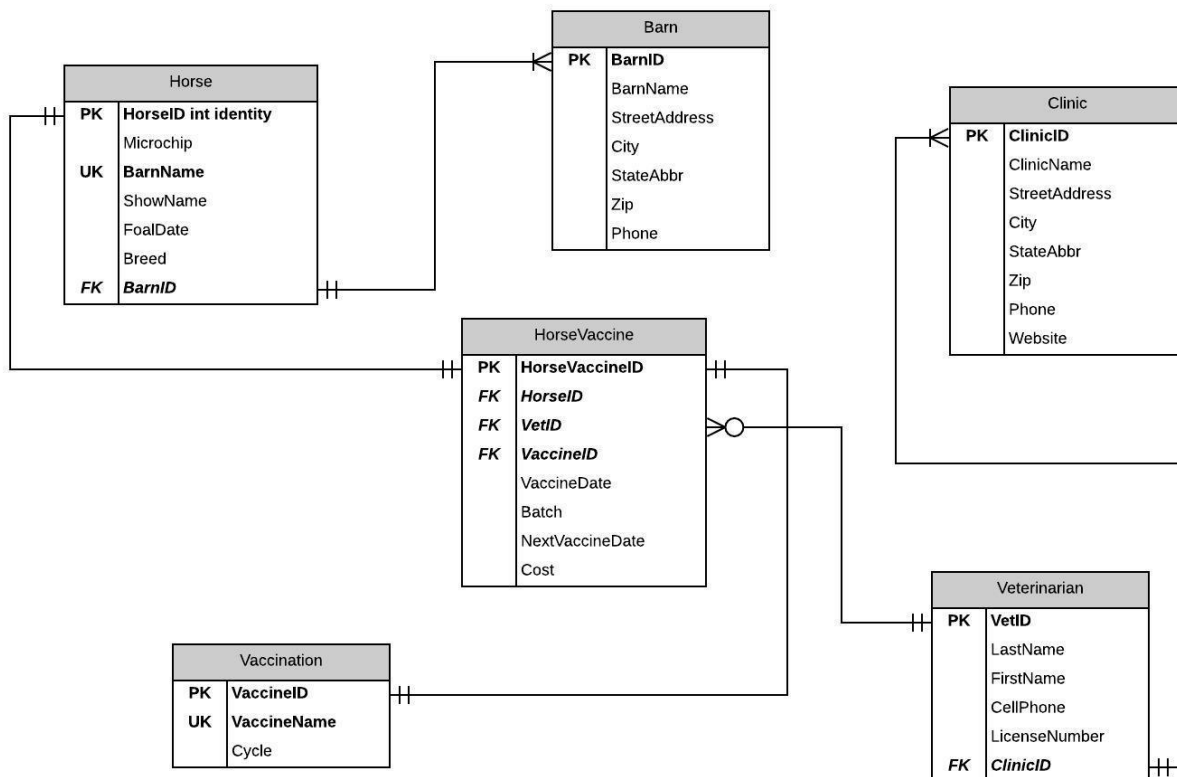 Barn
PK BarnID
BarnName
StreetAddress
City
StateAbbr
Zip
Phone
Horse
PK HorseID int identity
Microchip
UK BarnName
ShowName
FoalDate
Breed
FK BarnID
Clinic
PK ClinicID
ClinicName
StreetAddress
City
StateAbbr
Zip
Phone
Website
HorseVaccine
PK HorseVaccineID
FK HorseID
FK VetID
FK VaccineID
VaccineDate
Batch
NextVaccineDate
Cost
Veterinarian
PK VetID
LastName
FirstName
CellPhone
LicenseNumber
FK ClinicID
Vaccination
PK VaccineID
UK VaccineName
Cycle